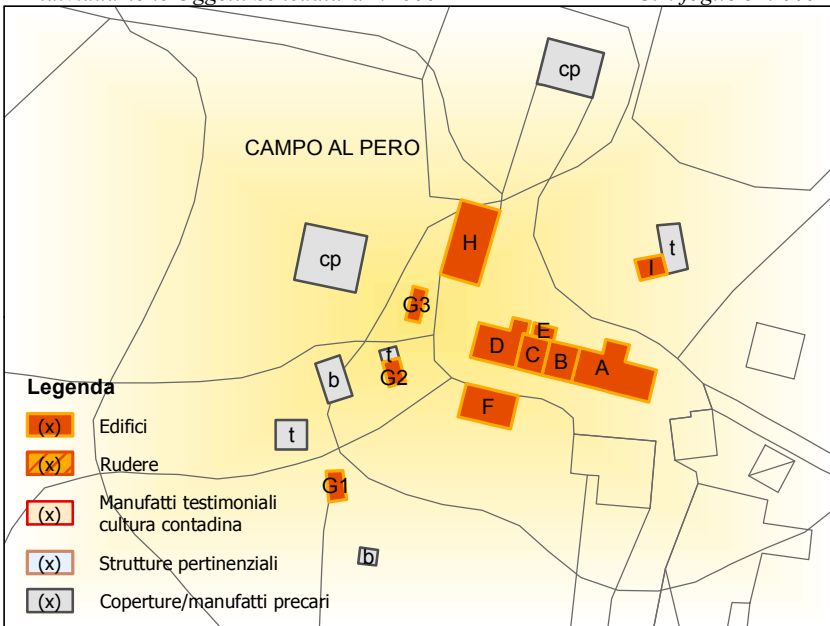 cp
CAMPO AL PERO
H
t
cp
I
G3
E
D
C
B
A
t
G2
b
F
t
G1
b
Legenda
(x) Edifici
(x) Rudere
(x) Manufatti testimoniali
cultura contadina
(x) Strutture pertinenziali
(x) Coperture/manufatti precari